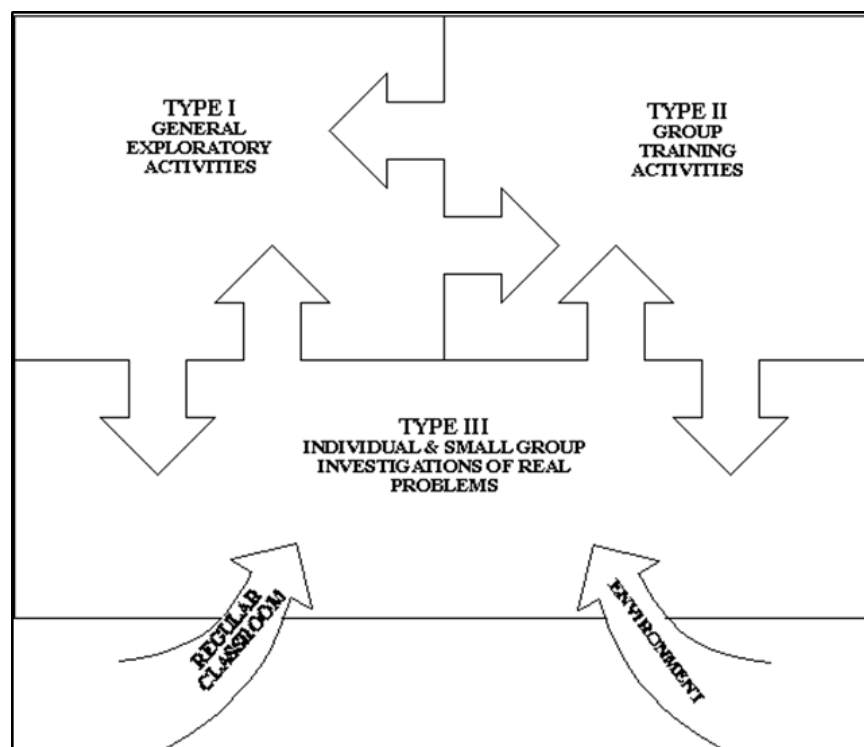 TYPE I
GENERAL
EXPLORATORY
ACTIVITIES
TYPE II
GROUP
TRAINING
ACTIVITIES
TYPE III
INDIVIDUAL & SMALL GROUP
INVESTIGATIONS OF REAL
PROBLEMS
REGULAR
CLASSROOM
ENVIRONMENT